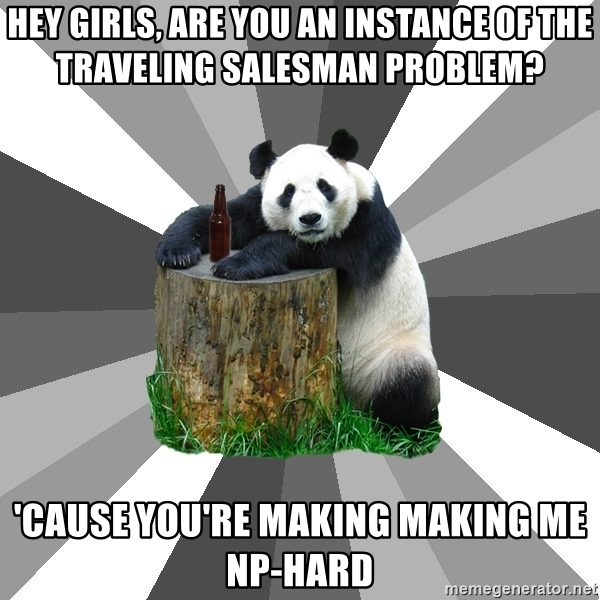 HEY GIRLS, ARE YOU AN INSTANCE OF THE
TRAVELING SALESMAN PROBLEM?
'CAUSE YOU'RE MAKING MAKING ME
NP-HARD
memegenerator.net